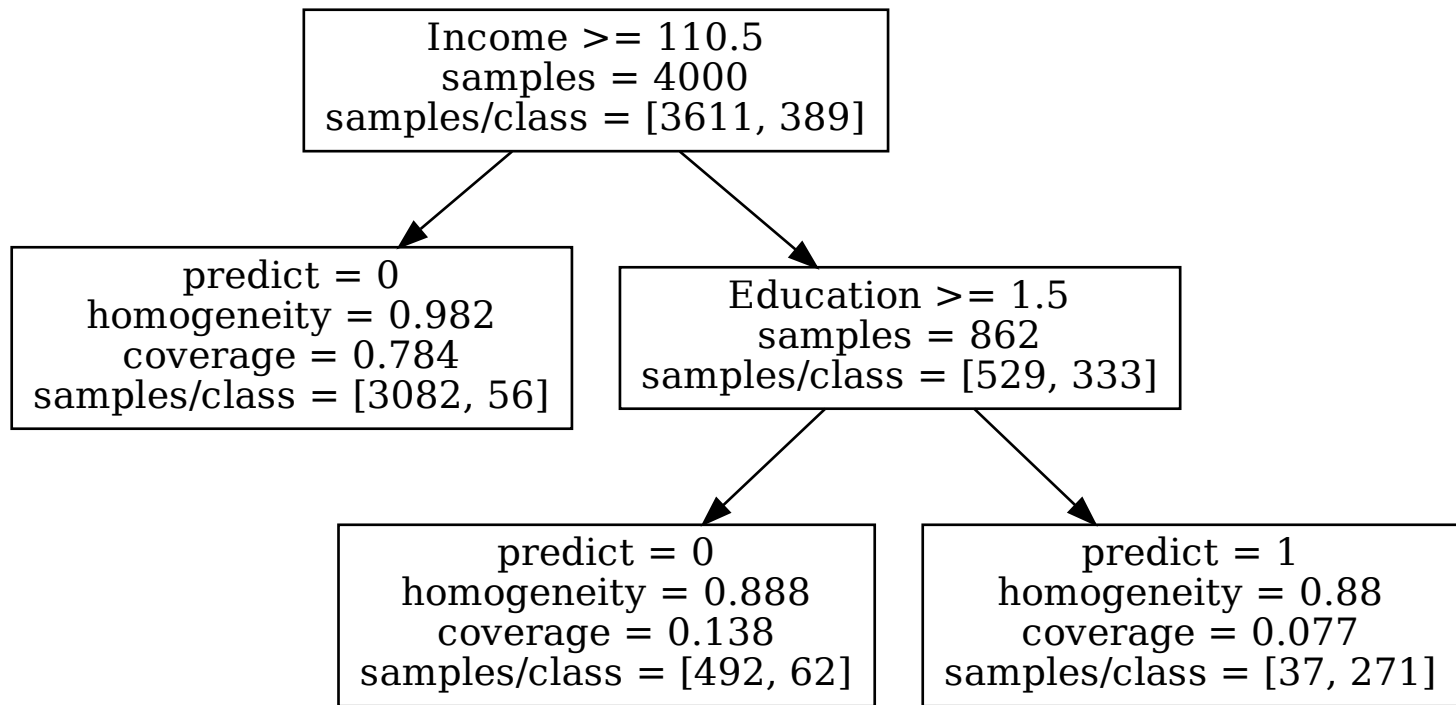 Income >= 110.5
samples = 4000
samples/class = [3611, 389]
predict = 0
homogeneity = 0.982
coverage = 0.784
samples/class = [3082, 56]
Education >= 1.5
samples = 862
samples/class = [529, 333]
predict = 0
homogeneity = 0.888
coverage = 0.138
samples/class = [492, 62]
predict = 1
homogeneity = 0.88
coverage = 0.077
samples/class = [37, 271]